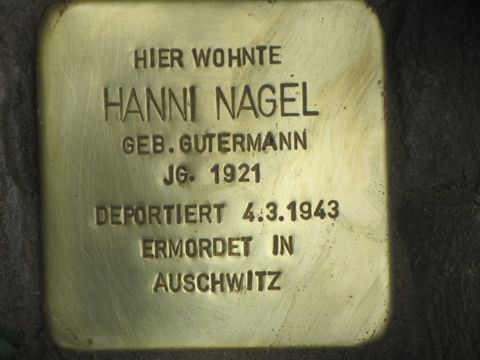 HIER WOHNTE
HANNI NAGEL
GEB. GUTERMANN
JG. 1921
DEPORTIERT 4.3.1943
ERMORDET IN
AUSCHWITZ